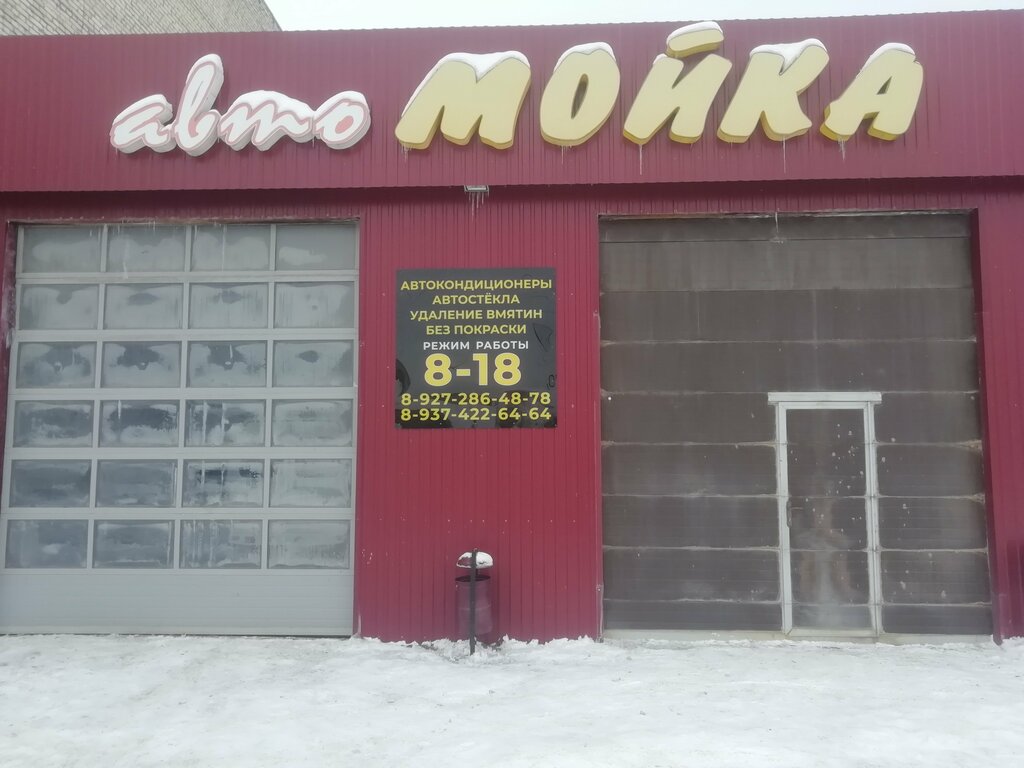 авто МОЙКА
АВТОКОНДИЦИОНЕРЫ
АВТОСТЁКЛА
УДАЛЕНИЕ ВМЯТИН
БЕЗ ПОКРАСКИ
РЕЖИМ РАБОТЫ
8-18
8-927-286-48-78
8-937-422-64-64